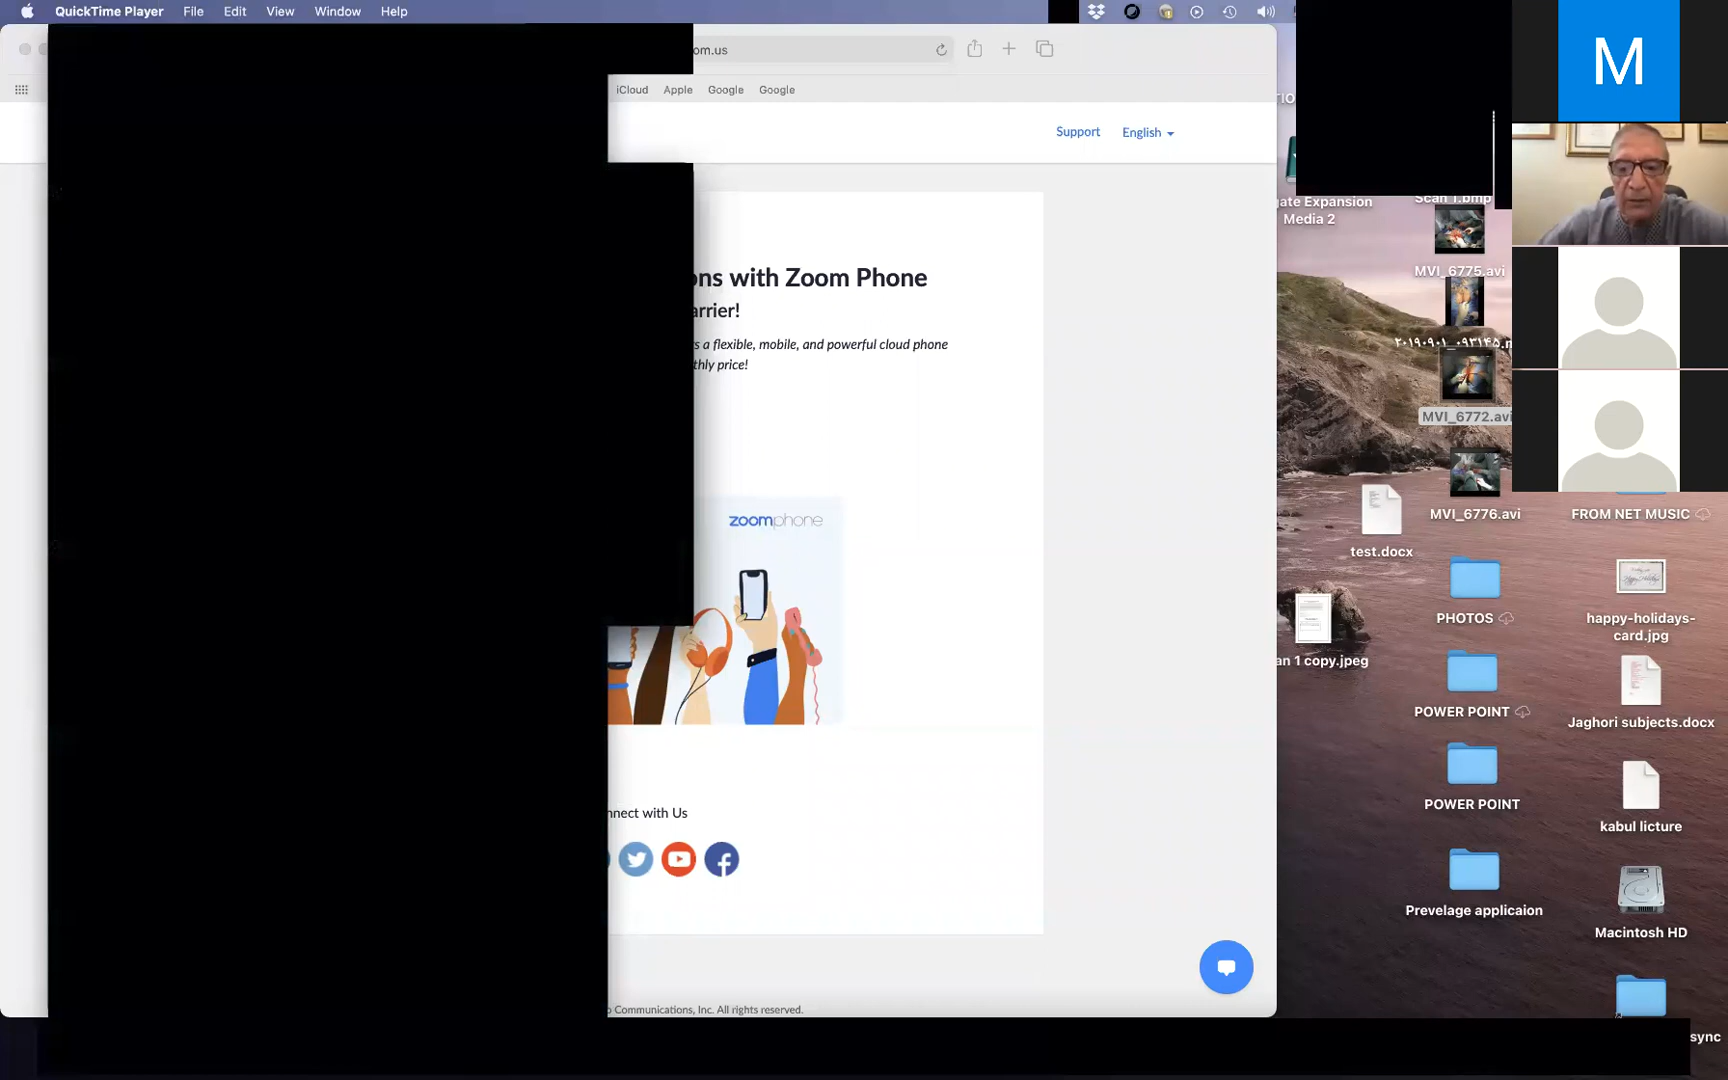 QuickTime Player File Edit View Window Help
om.us
iCloud Apple Google Google
Support English
M
ons with Zoom Phone
arrier!
s a flexible, mobile, and powerful cloud phone
thly price!
zoomphone
nnect with Us
Communications, Inc. All rights reserved.
gate Expansion
Media 2
Scan 1.bmp
MVI_6775.avi
MVI_6772.avi
MVI_6776.avi
FROM NET MUSIC
test.docx
PHOTOS
happy-holidays-
card.jpg
an 1 copy.jpeg
POWER POINT
Jaghori subjects.docx
POWER POINT
kabul licture
Prevelage applicaion
Macintosh HD
sync